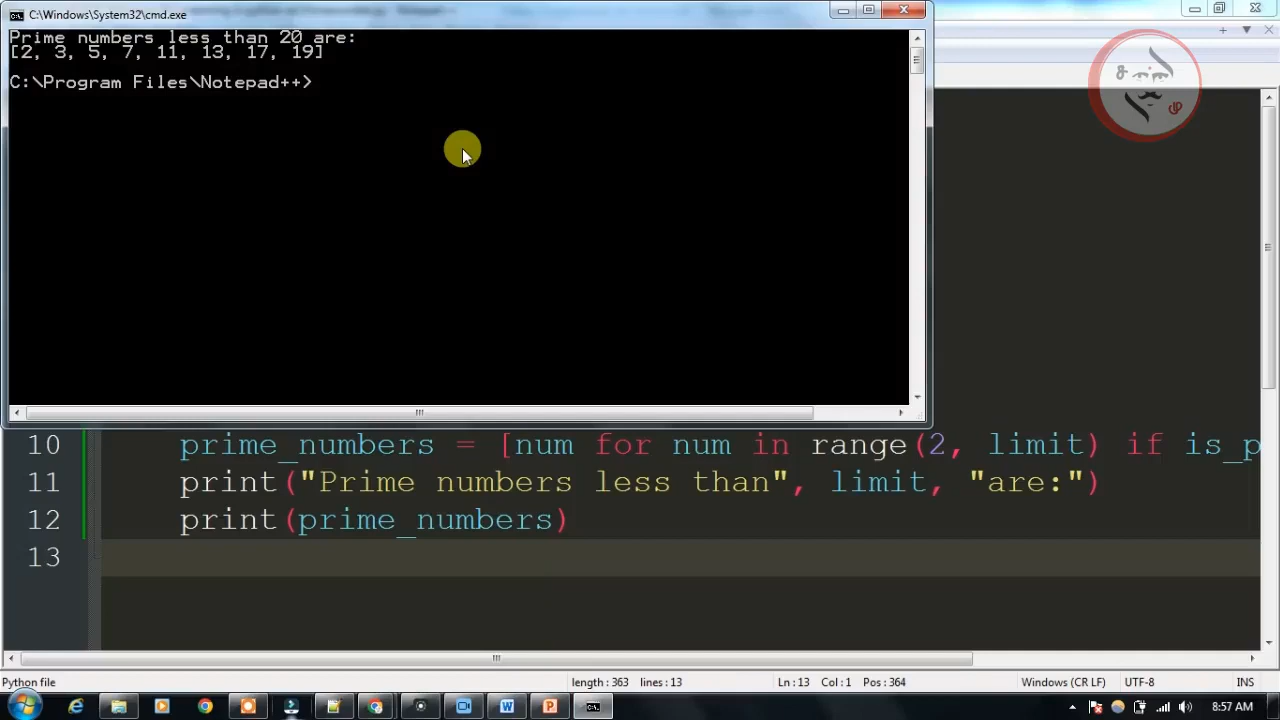 C:\Windows\System32\cmd.exe
Prime numbers less than 20 are:
[2, 3, 5, 7, 11, 13, 17, 19]
C:\Program Files\Notepad++>
10 prime_numbers = [num for num in range(2, limit) if is_p
11 print("Prime numbers less than", limit, "are:")
12 print(prime_numbers)
13
Python file length : 363 lines : 13 Ln : 13 Col : 1 Pos : 364 Windows (CR LF) UTF-8 INS
8:57 AM